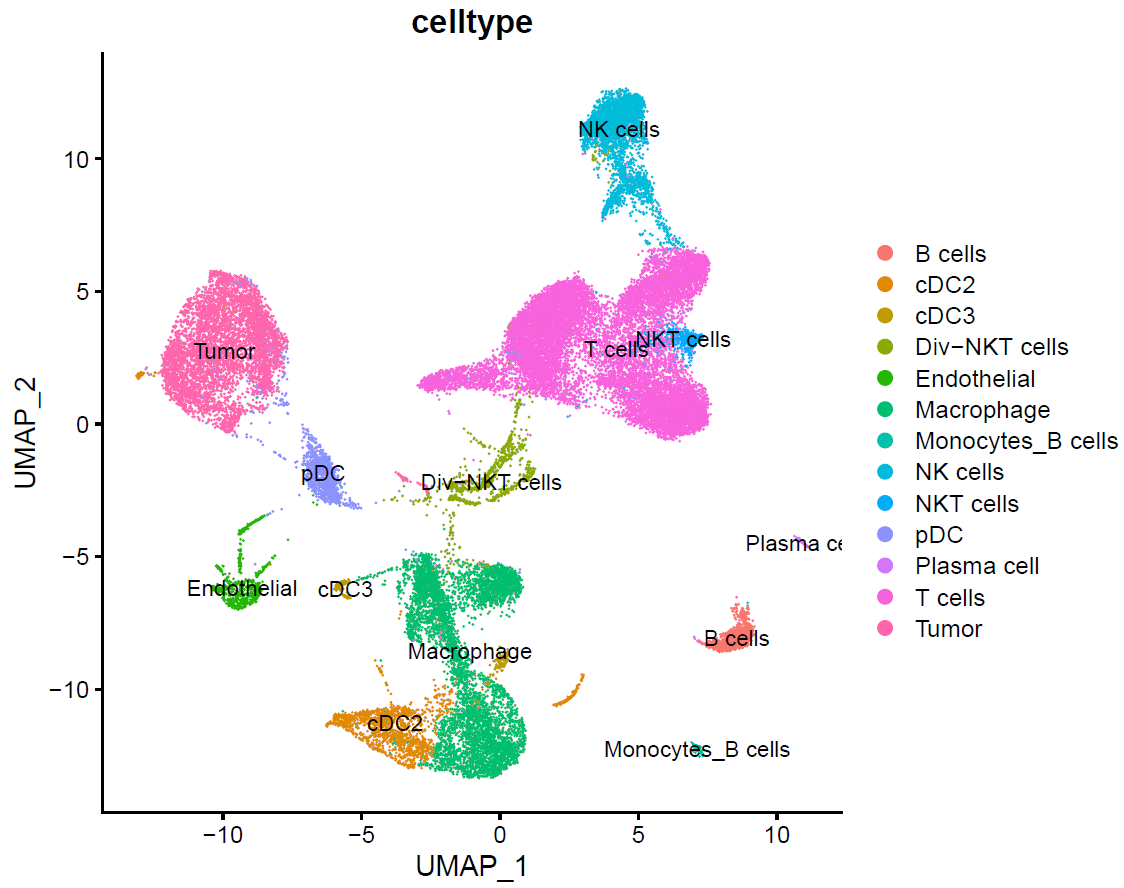 celltype
NK cells
NKT cells
T cells
Tumor
pDC
Div−NKT cells
Plasma ce
Endothelial
cDC3
B cells
Macrophage
cDC2
Monocytes_B cells
10
5
0
−5
−10
UMAP_2
−10
−5
0
5
10
UMAP_1
B cells
cDC2
cDC3
Div−NKT cells
Endothelial
Macrophage
Monocytes_B cells
NK cells
NKT cells
pDC
Plasma cell
T cells
Tumor